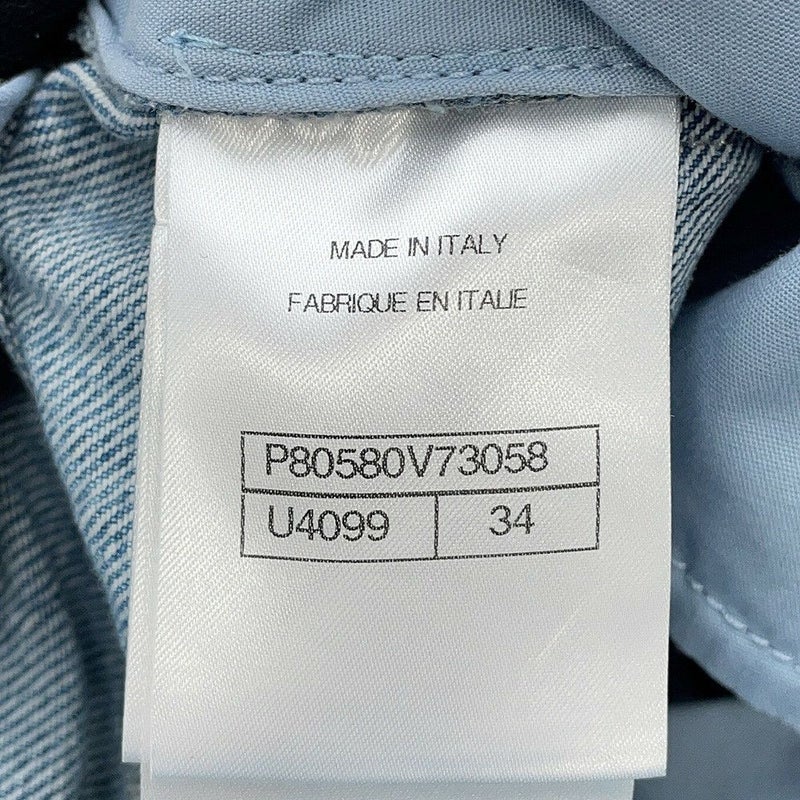 MADE IN ITALY
FABRIQUE EN ITALIE
P80580V73058
U4099 34